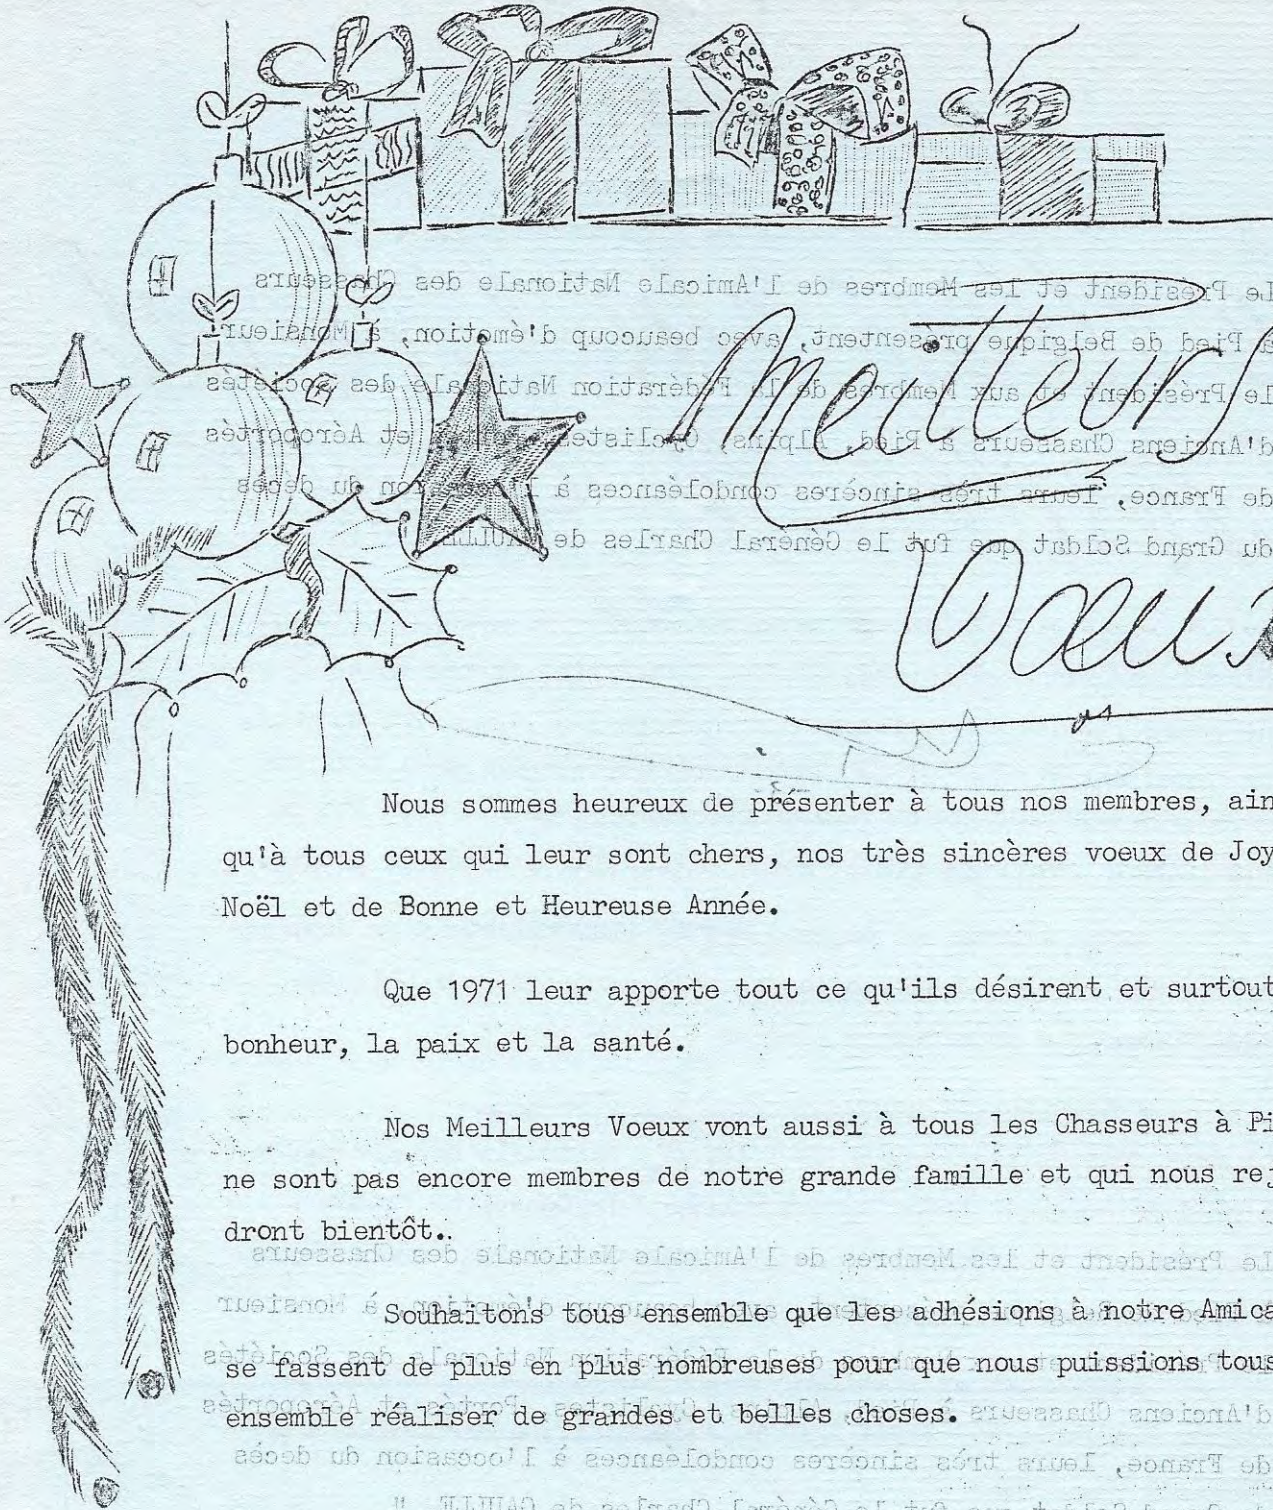 Meilleurs
Voeux
Nous sommes heureux de présenter à tous nos membres, ain
qu'à tous ceux qui leur sont chers, nos très sincères voeux de Joy
Noël et de Bonne et Heureuse Année.
Que 1971 leur apporte tout ce qu'ils désirent et surtout
bonheur, la paix et la santé.
Nos Meilleurs Voeux vont aussi à tous les Chasseurs à Pi
ne sont pas encore membres de notre grande famille et qui nous rej
dront bientôt..
Souhaitons tous ensemble que les adhésions à notre Amica
se fassent de plus en plus nombreuses pour que nous puissions tous
ensemble réaliser de grandes et belles choses.